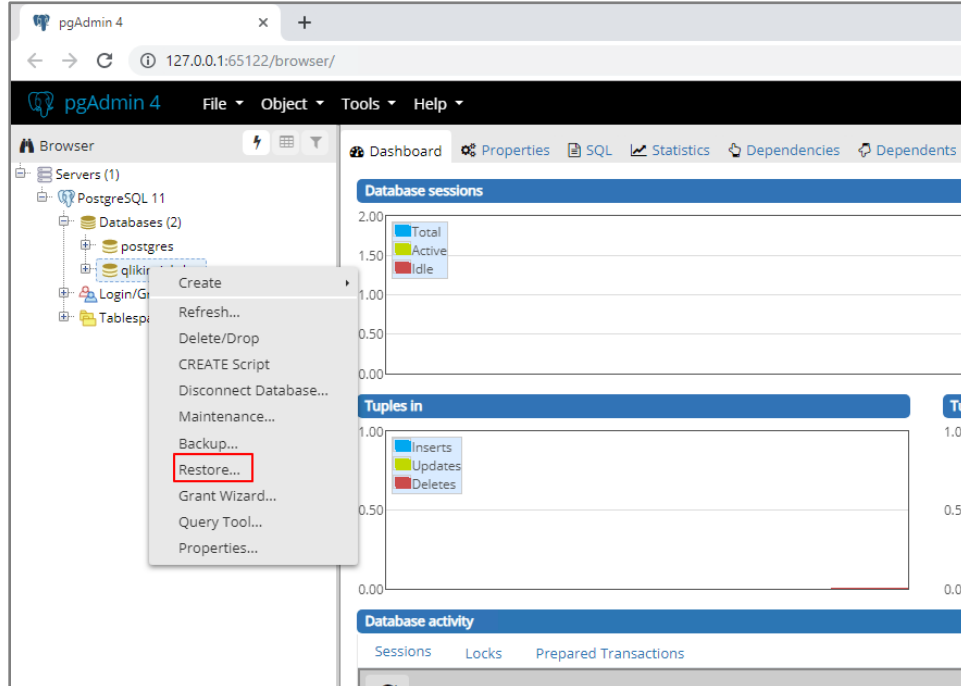 pgAdmin 4
127.0.0.1:65122/browser/
pgAdmin 4 File Object Tools Help
Browser
Dashboard Properties SQL Statistics Dependencies Dependents
Servers (1)
PostgreSQL 11
Databases (2)
postgres
Login/
Create
Refresh...
Delete/Drop
CREATE Script
Disconnect Database...
Maintenance...
Backup...
Restore...
Grant Wizard...
Query Tool...
Properties...
Database sessions
2.00
1.50
1.00
0.50
0.00
Total
Active
Idle
Tuples in
1.00
0.50
0.00
Inserts
Updates
Deletes
1.0
0.5
0.0
Database activity
Sessions Locks Prepared Transactions